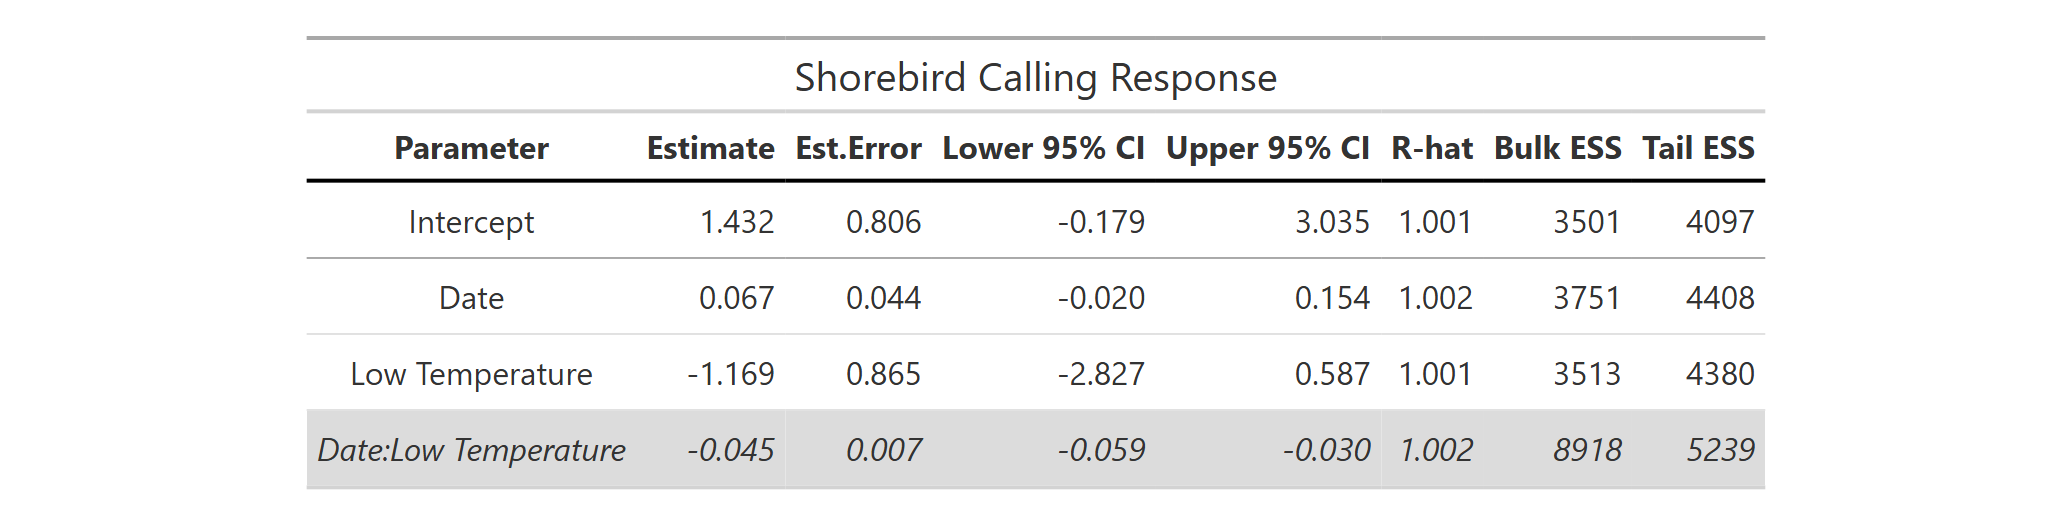 Shorebird Calling Response
Parameter Estimate Est.Error Lower 95% CI Upper 95% CI R-hat Bulk ESS Tail ESS
Intercept 1.432 0.806 -0.179 3.035 1.001 3501 4097
Date 0.067 0.044 -0.020 0.154 1.002 3751 4408
Low Temperature -1.169 0.865 -2.827 0.587 1.001 3513 4380
Date:Low Temperature -0.045 0.007 -0.059 -0.030 1.002 8918 5239